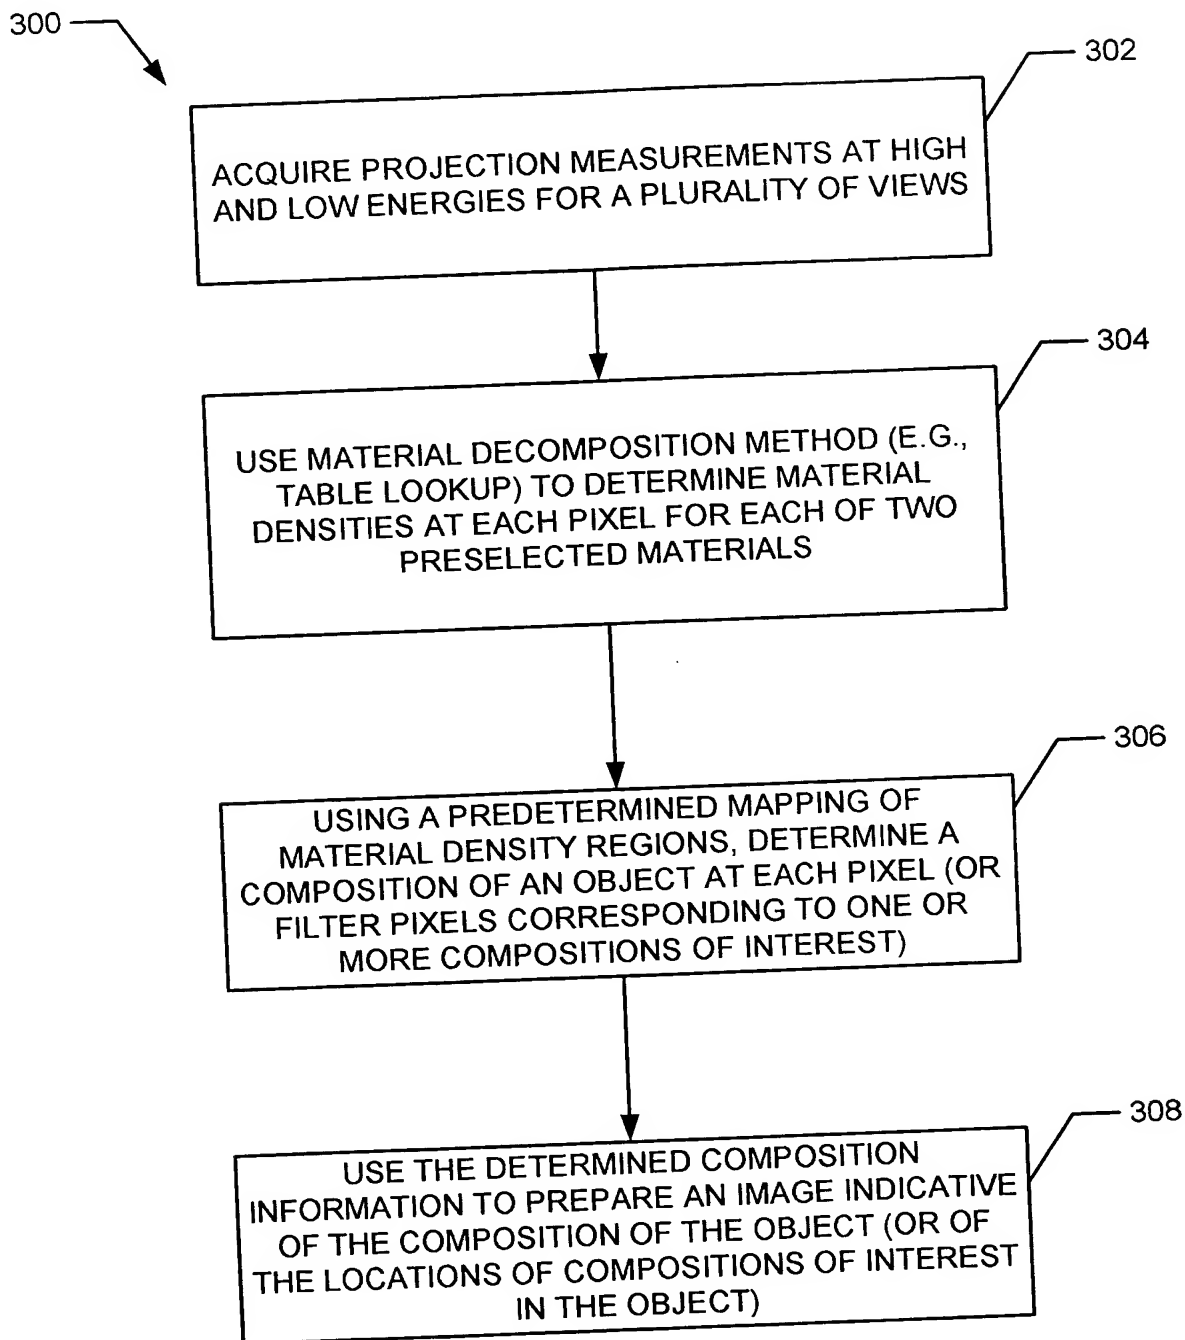 300
302
ACQUIRE PROJECTION MEASUREMENTS AT HIGH
AND LOW ENERGIES FOR A PLURALITY OF VIEWS
304
USE MATERIAL DECOMPOSITION METHOD (E.G.,
TABLE LOOKUP) TO DETERMINE MATERIAL
DENSITIES AT EACH PIXEL FOR EACH OF TWO
PRESELECTED MATERIALS
306
USING A PREDETERMINED MAPPING OF
MATERIAL DENSITY REGIONS, DETERMINE A
COMPOSITION OF AN OBJECT AT EACH PIXEL (OR
FILTER PIXELS CORRESPONDING TO ONE OR
MORE COMPOSITIONS OF INTEREST)
308
USE THE DETERMINED COMPOSITION
INFORMATION TO PREPARE AN IMAGE INDICATIVE
OF THE COMPOSITION OF THE OBJECT (OR OF
THE LOCATIONS OF COMPOSITIONS OF INTEREST
IN THE OBJECT)